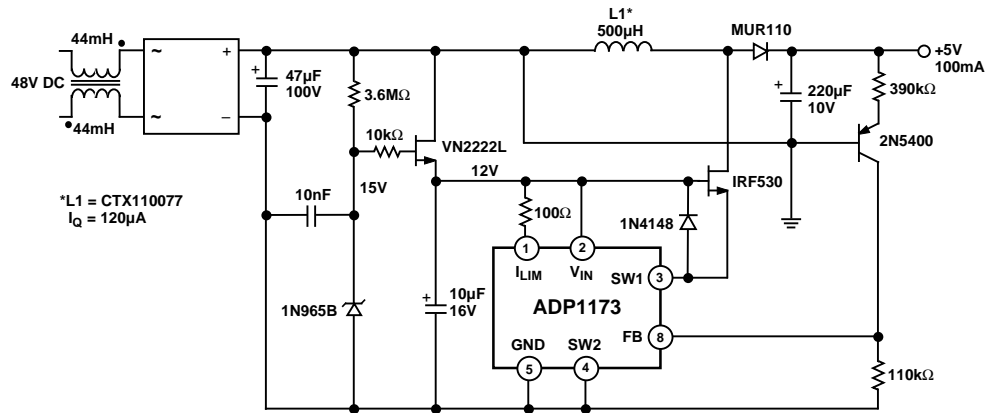 44mH
48V DC
44mH
~
~
+
–
+
47µF
100V
3.6MΩ
10kΩ
VN2222L
L1*
500µH
MUR110
+5V
100mA
+
220µF
10V
390kΩ
2N5400
IRF530
12V
15V
10nF
*L1 = CTX110077
IQ = 120µA
1N965B
+
10µF
16V
100Ω
1N4148
1
ILIM
2
VIN
SW1
3
ADP1173
FB
8
GND
5
SW2
4
110kΩ